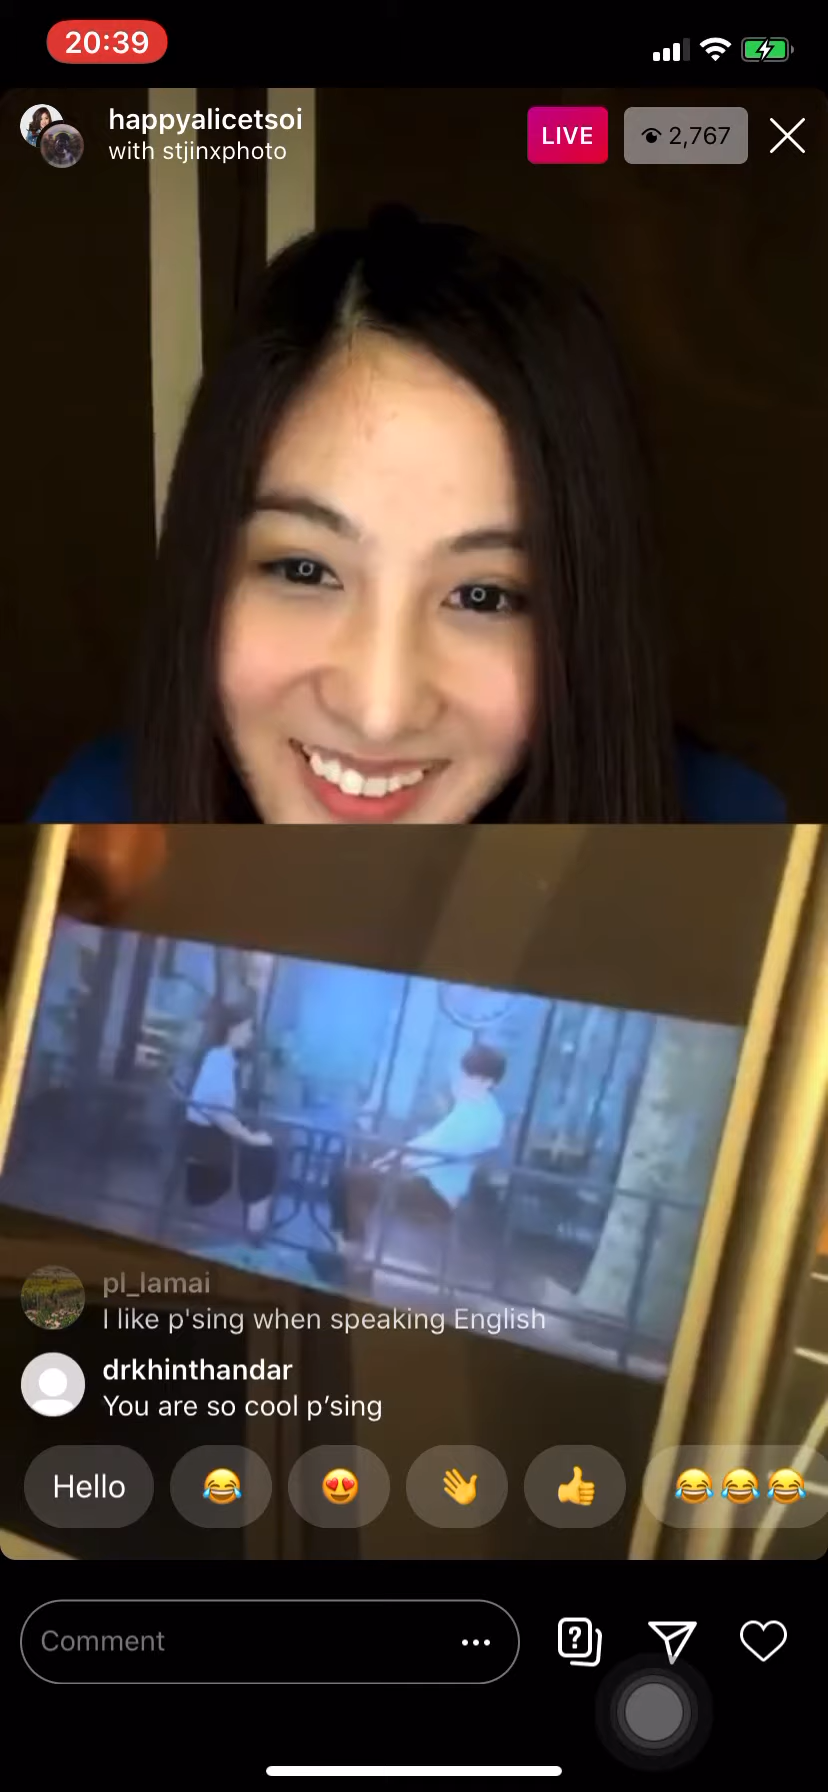 20:39
happyalicetsoi
with stjinxphoto
LIVE
2,767
pl_lamai
I like p'sing when speaking English
drkhinthandar
You are so cool p’sing
Hello
Comment